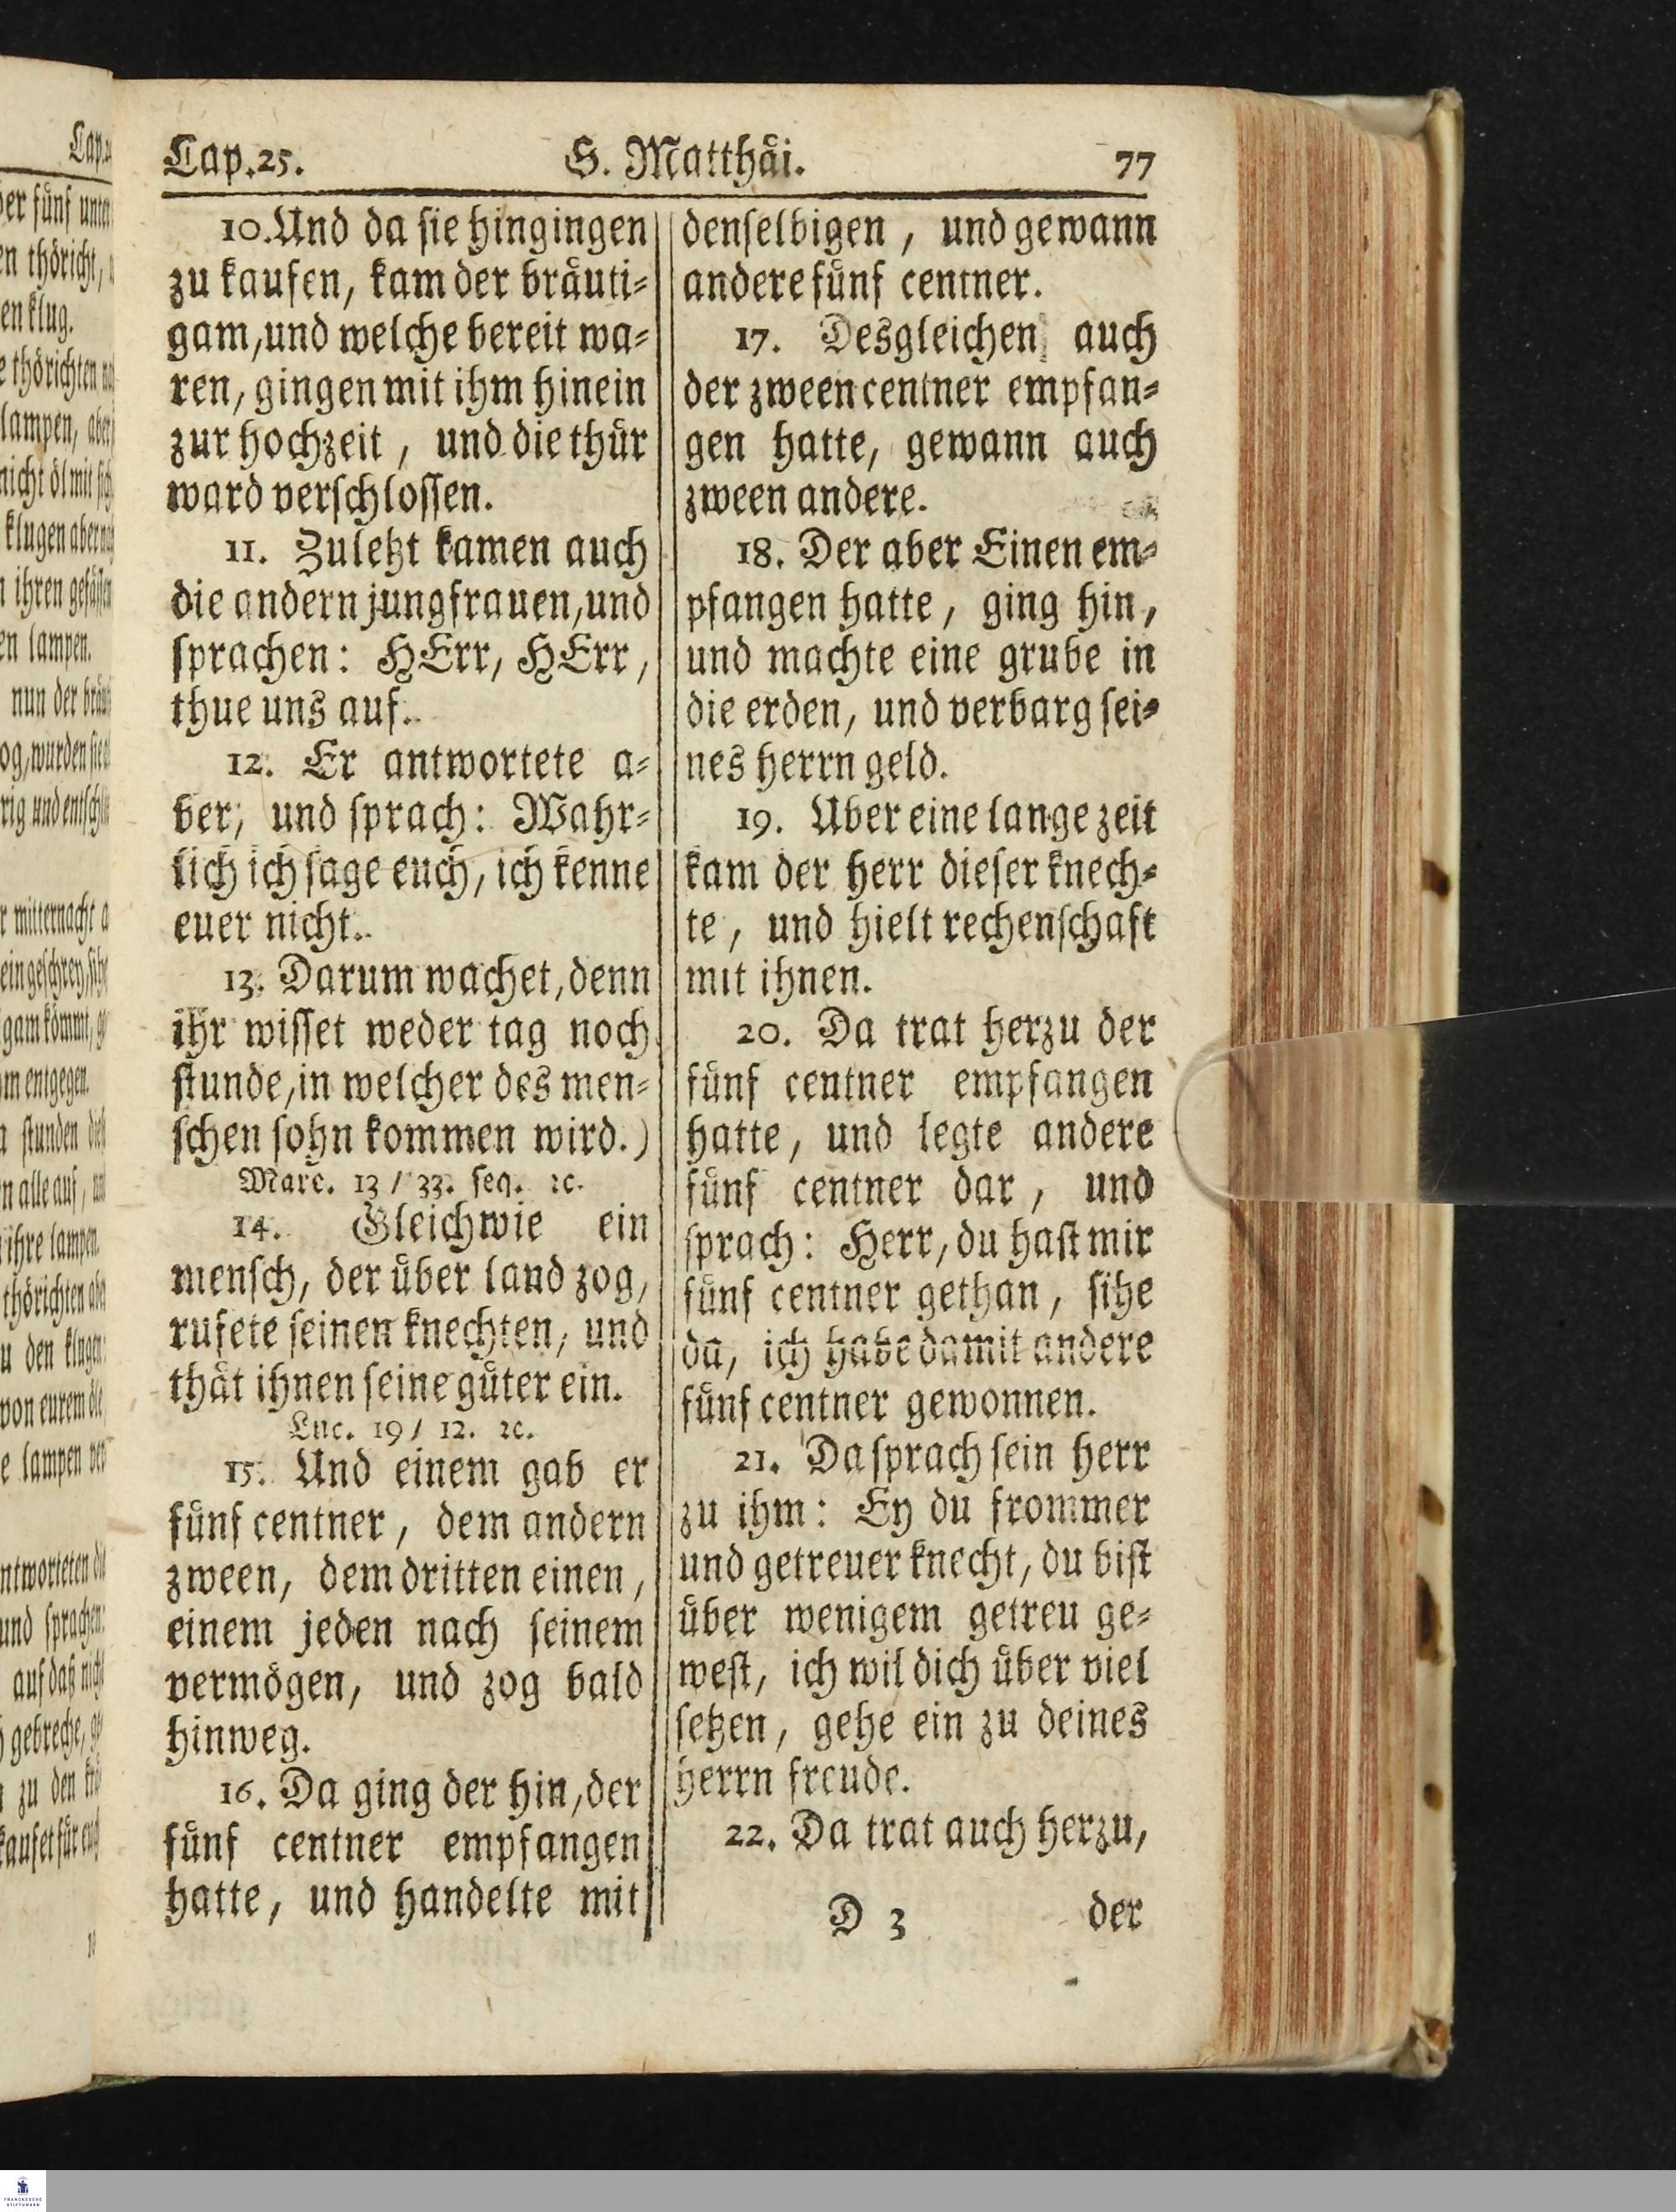 Cap.25. S. Matthäi. 77
10. Und da sie hingingen
zu kaufen, kam der bräuti-
gam, und welche bereit wa-
ren, gingen mit ihm hinein
zur hochzeit, und die thür
ward verschlossen.
11. Zuletzt kamen auch
die andern jungfrauen, und
sprachen: HErr, HErr,
thue uns auf.
12. Er antwortete a-
ber, und sprach: Wahr-
lich ich sage euch, ich kenne
euer nicht.
13. Darum wachet, denn
ihr wisset weder tag noch
stunde, in welcher des men-
schen sohn kommen wird.)
Marc. 13 / 33. seq. ꝛc.
14. Gleichwie ein
mensch, der über land zog,
rufete seinen knechten, und
thät ihnen seine güter ein.
Luc. 19 / 12. ꝛc.
15. Und einem gab er
fünf centner, dem andern
zween, dem dritten einen,
einem jeden nach seinem
vermögen, und zog bald
hinweg.
16. Da ging der hin, der
fünf centner empfangen
hatte, und handelte mit
denselbigen, und gewann
andere fünf centner.
17. Desgleichen auch
der zween centner empfan-
gen hatte, gewann auch
zween andere.
18. Der aber Einen em-
pfangen hatte, ging hin,
und machte eine grube in
die erden, und verbarg sei-
nes herrn geld.
19. Uber eine lange zeit
kam der herr dieser knech-
te, und hielt rechenschaft
mit ihnen.
20. Da trat herzu der
fünf centner empfangen
hatte, und legte andere
fünf centner dar, und
sprach: Herr, du hast mir
fünf centner gethan, sihe
da, ich habe damit andere
fünf centner gewonnen.
21. Da sprach sein herr
zu ihm: Ey du frommer
und getreuer knecht, du bist
über wenigem getreu ge-
west, ich wil dich über viel
setzen, gehe ein zu deines
herrn freude.
22. Da trat auch herzu,
D 3 der
FRANCKESCHE
STIFTUNGEN